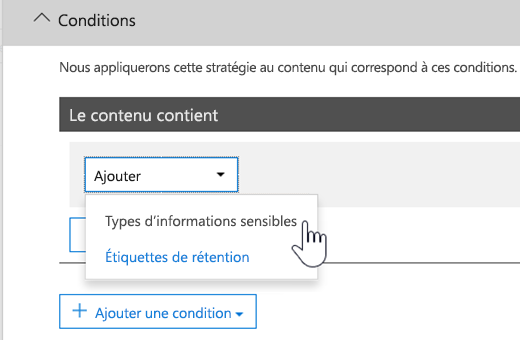 Conditions
Nous appliquerons cette stratégie au contenu qui correspond à ces conditions.
Le contenu contient
Ajouter
Types d'informations sensibles
Étiquettes de rétention
+ Ajouter une condition